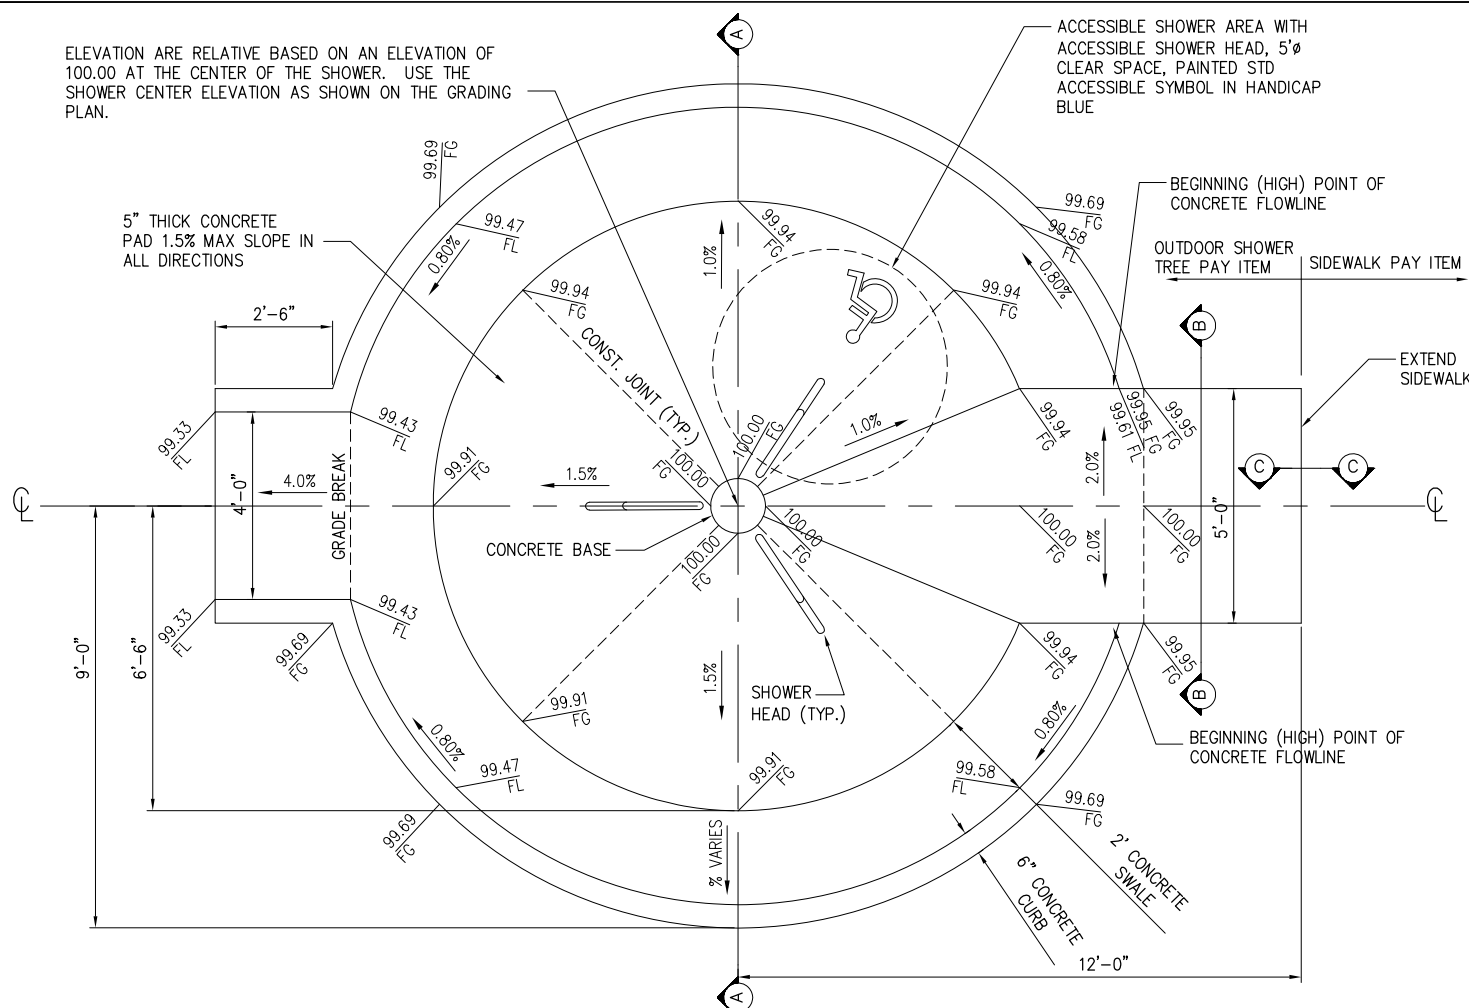 ELEVATION ARE RELATIVE BASED ON AN ELEVATION OF
100.00 AT THE CENTER OF THE SHOWER. USE THE
SHOWER CENTER ELEVATION AS SHOWN ON THE GRADING
PLAN.
A
ACCESSIBLE SHOWER AREA WITH
ACCESSIBLE SHOWER HEAD, 5'ø
CLEAR SPACE, PAINTED STD
ACCESSIBLE SYMBOL IN HANDICAP
BLUE
99.69
FG
BEGINNING (HIGH) POINT OF
CONCRETE FLOWLINE
5" THICK CONCRETE
PAD 1.5% MAX SLOPE IN
ALL DIRECTIONS
99.47
FL
0.80%
99.94
FG
1.0%
99.69
FG
99.58
FL
0.80%
OUTDOOR SHOWER
TREE PAY ITEM
SIDEWALK PAY ITEM
2'-6"
99.94
FG
99.94
FG
CONST. JOINT (TYP.)
B
EXTEND
SIDEWALK
99.33
FL
99.43
FL
99.91
FG
100.00
FG
100.00
FG
1.0%
99.94
FG
99.61 FL
99.95 FG
99.95
FG
2.0%
C
C
4.0%
4'-0"
GRADE BREAK
1.5%
CL
CL
CONCRETE BASE
100.00
FG
100.00
FG
100.00
FG
2.0%
100.00
FG
5'-0"
99.33
FL
99.43
FL
99.69
FG
9'-0"
6'-6"
1.5%
SHOWER
HEAD (TYP.)
99.94
FG
99.95
FG
B
99.91
FG
0.80%
99.47
FL
99.91
FG
99.58
FL
0.80%
BEGINNING (HIGH) POINT OF
CONCRETE FLOWLINE
99.69
FG
99.69
FG
% VARIES
2' CONCRETE
SWALE
6" CONCRETE
CURB
12'-0"
A